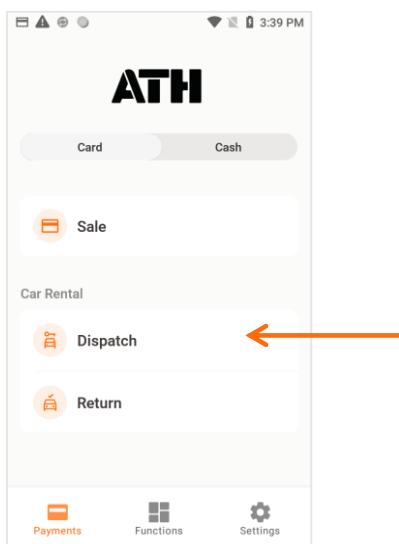 3:39 PM
ATH
Card Cash
Sale
Car Rental
Dispatch
Return
Payments Functions Settings